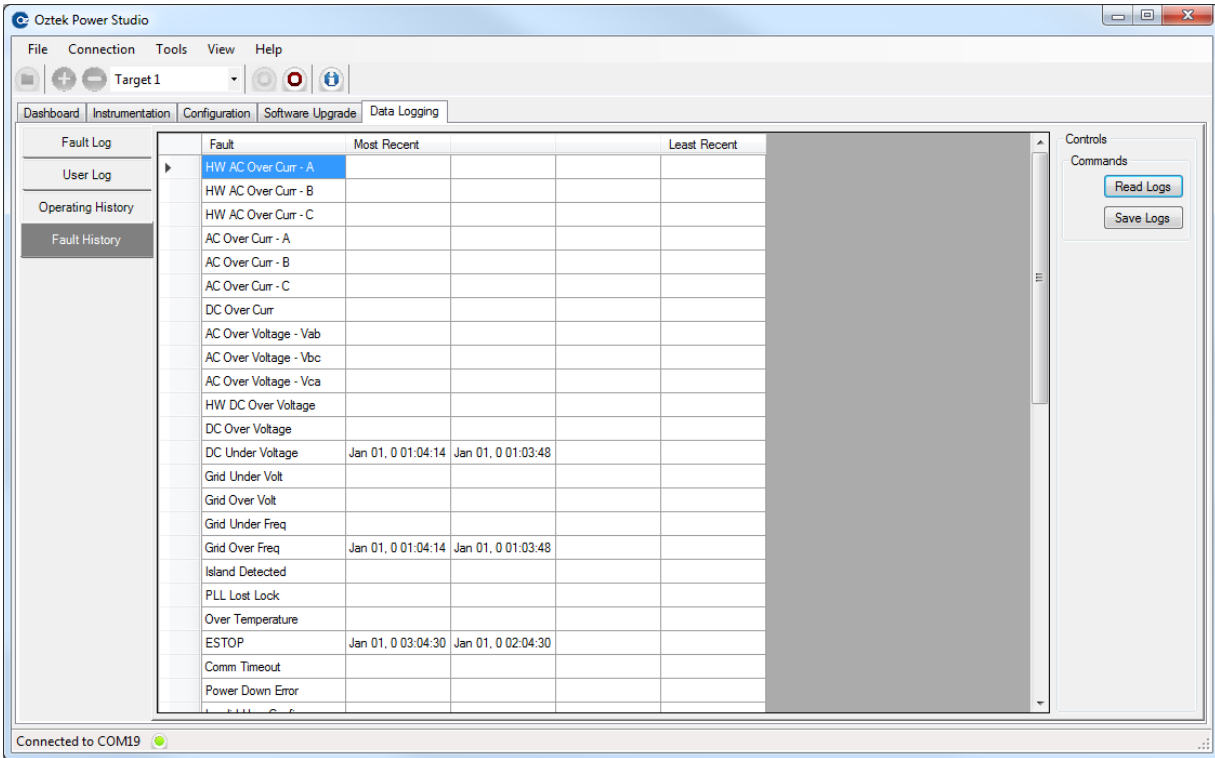 Oztek Power Studio
File Connection Tools View Help
Target 1
Dashboard Instrumentation Configuration Software Upgrade Data Logging
Fault Log
User Log
Operating History
Fault History
Fault Most Recent Least Recent
HW AC Over Curr - A
HW AC Over Curr - B
HW AC Over Curr - C
AC Over Curr - A
AC Over Curr - B
AC Over Curr - C
DC Over Curr
AC Over Voltage - Vab
AC Over Voltage - Vbc
AC Over Voltage - Vca
HW DC Over Voltage
DC Over Voltage
DC Under Voltage Jan 01, 0 01:04:14 Jan 01, 0 01:03:48
Grid Under Volt
Grid Over Volt
Grid Under Freq
Grid Over Freq Jan 01, 0 01:04:14 Jan 01, 0 01:03:48
Island Detected
PLL Lost Lock
Over Temperature
ESTOP Jan 01, 0 03:04:30 Jan 01, 0 02:04:30
Comm Timeout
Power Down Error
Controls
Commands
Read Logs
Save Logs
Connected to COM19